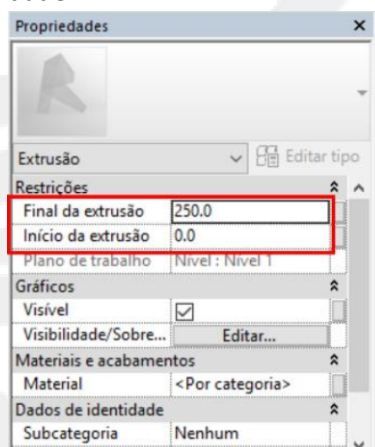 Propriedades
Extrusão
Editar tipo
Restrições
Final da extrusão 250.0
Início da extrusão 0.0
Plano de trabalho Nível : Nível 1
Gráficos
Visível
Visibilidade/Sobre... Editar...
Materiais e acabamentos
Material <Por categoria>
Dados de identidade
Subcategoria Nenhum